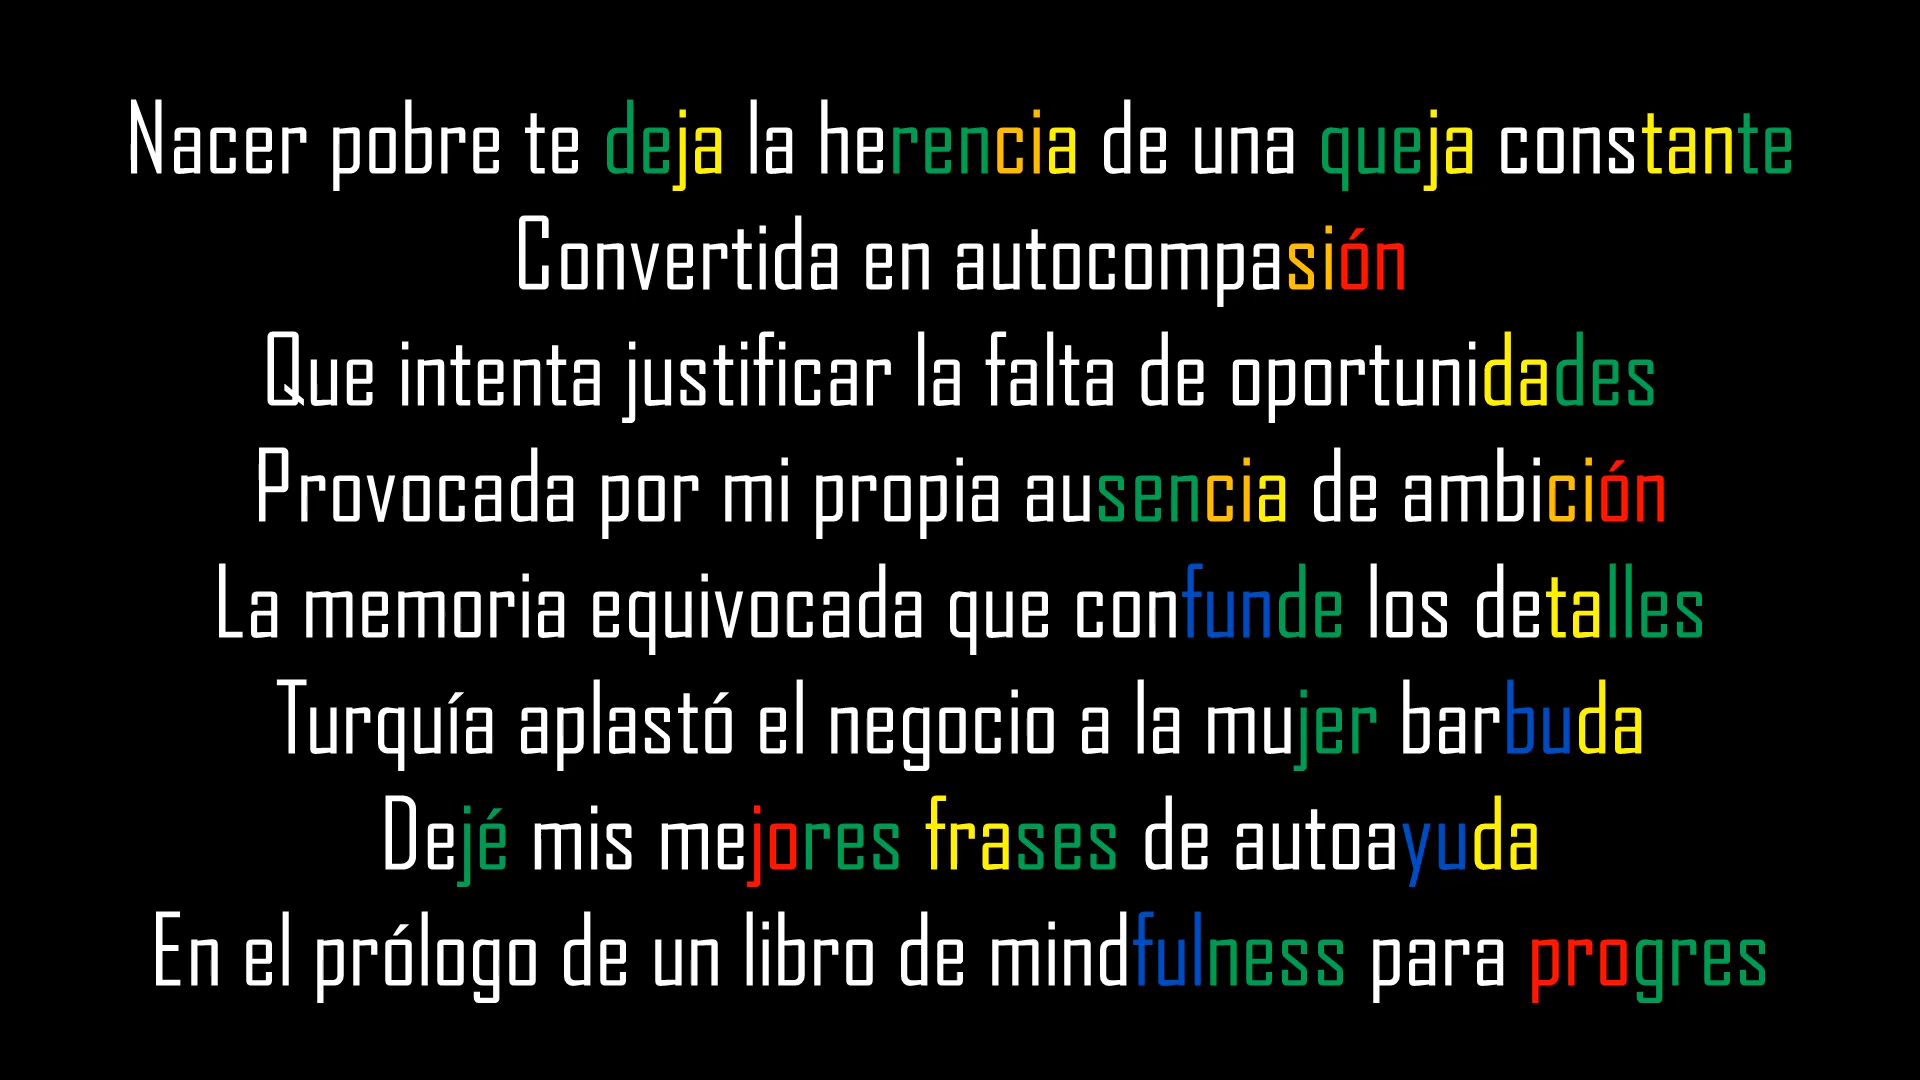 Nacer pobre te deja la herencia de una queja constante
Convertida en autocompasión
Que intenta justificar la falta de oportunidades
Provocada por mi propia ausencia de ambición
La memoria equivocada que confunde los detalles
Turquía aplastó el negocio a la mujer barbuda
Dejé mis mejores frases de autoayuda
En el prólogo de un libro de mindfulness para progres